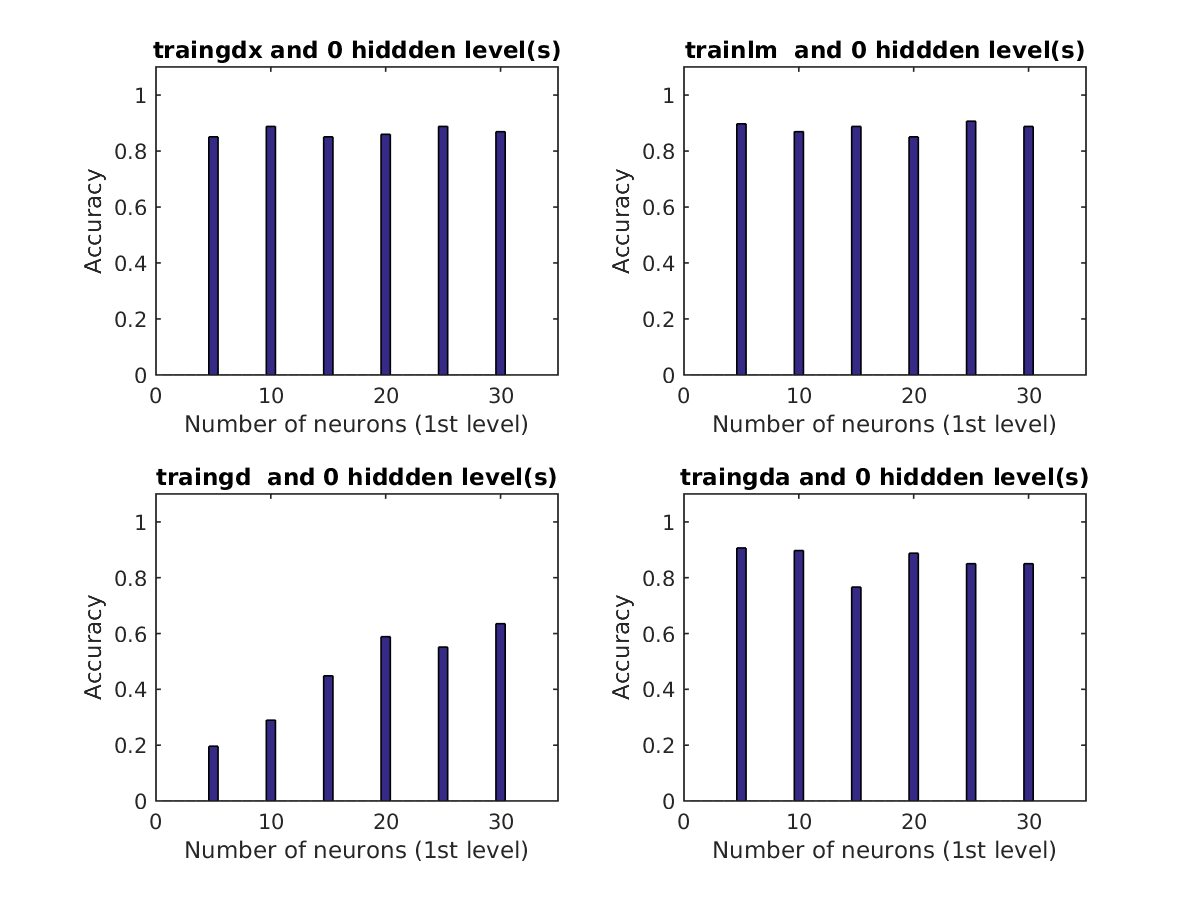 traingdx and 0 hiddden level(s)
1
0.8
0.6
0.4
0.2
0
Accuracy
0 10 20 30
Number of neurons (1st level)
trainlm  and 0 hiddden level(s)
1
0.8
0.6
0.4
0.2
0
Accuracy
0 10 20 30
Number of neurons (1st level)
traingd  and 0 hiddden level(s)
1
0.8
0.6
0.4
0.2
0
Accuracy
0 10 20 30
Number of neurons (1st level)
traingda and 0 hiddden level(s)
1
0.8
0.6
0.4
0.2
0
Accuracy
0 10 20 30
Number of neurons (1st level)